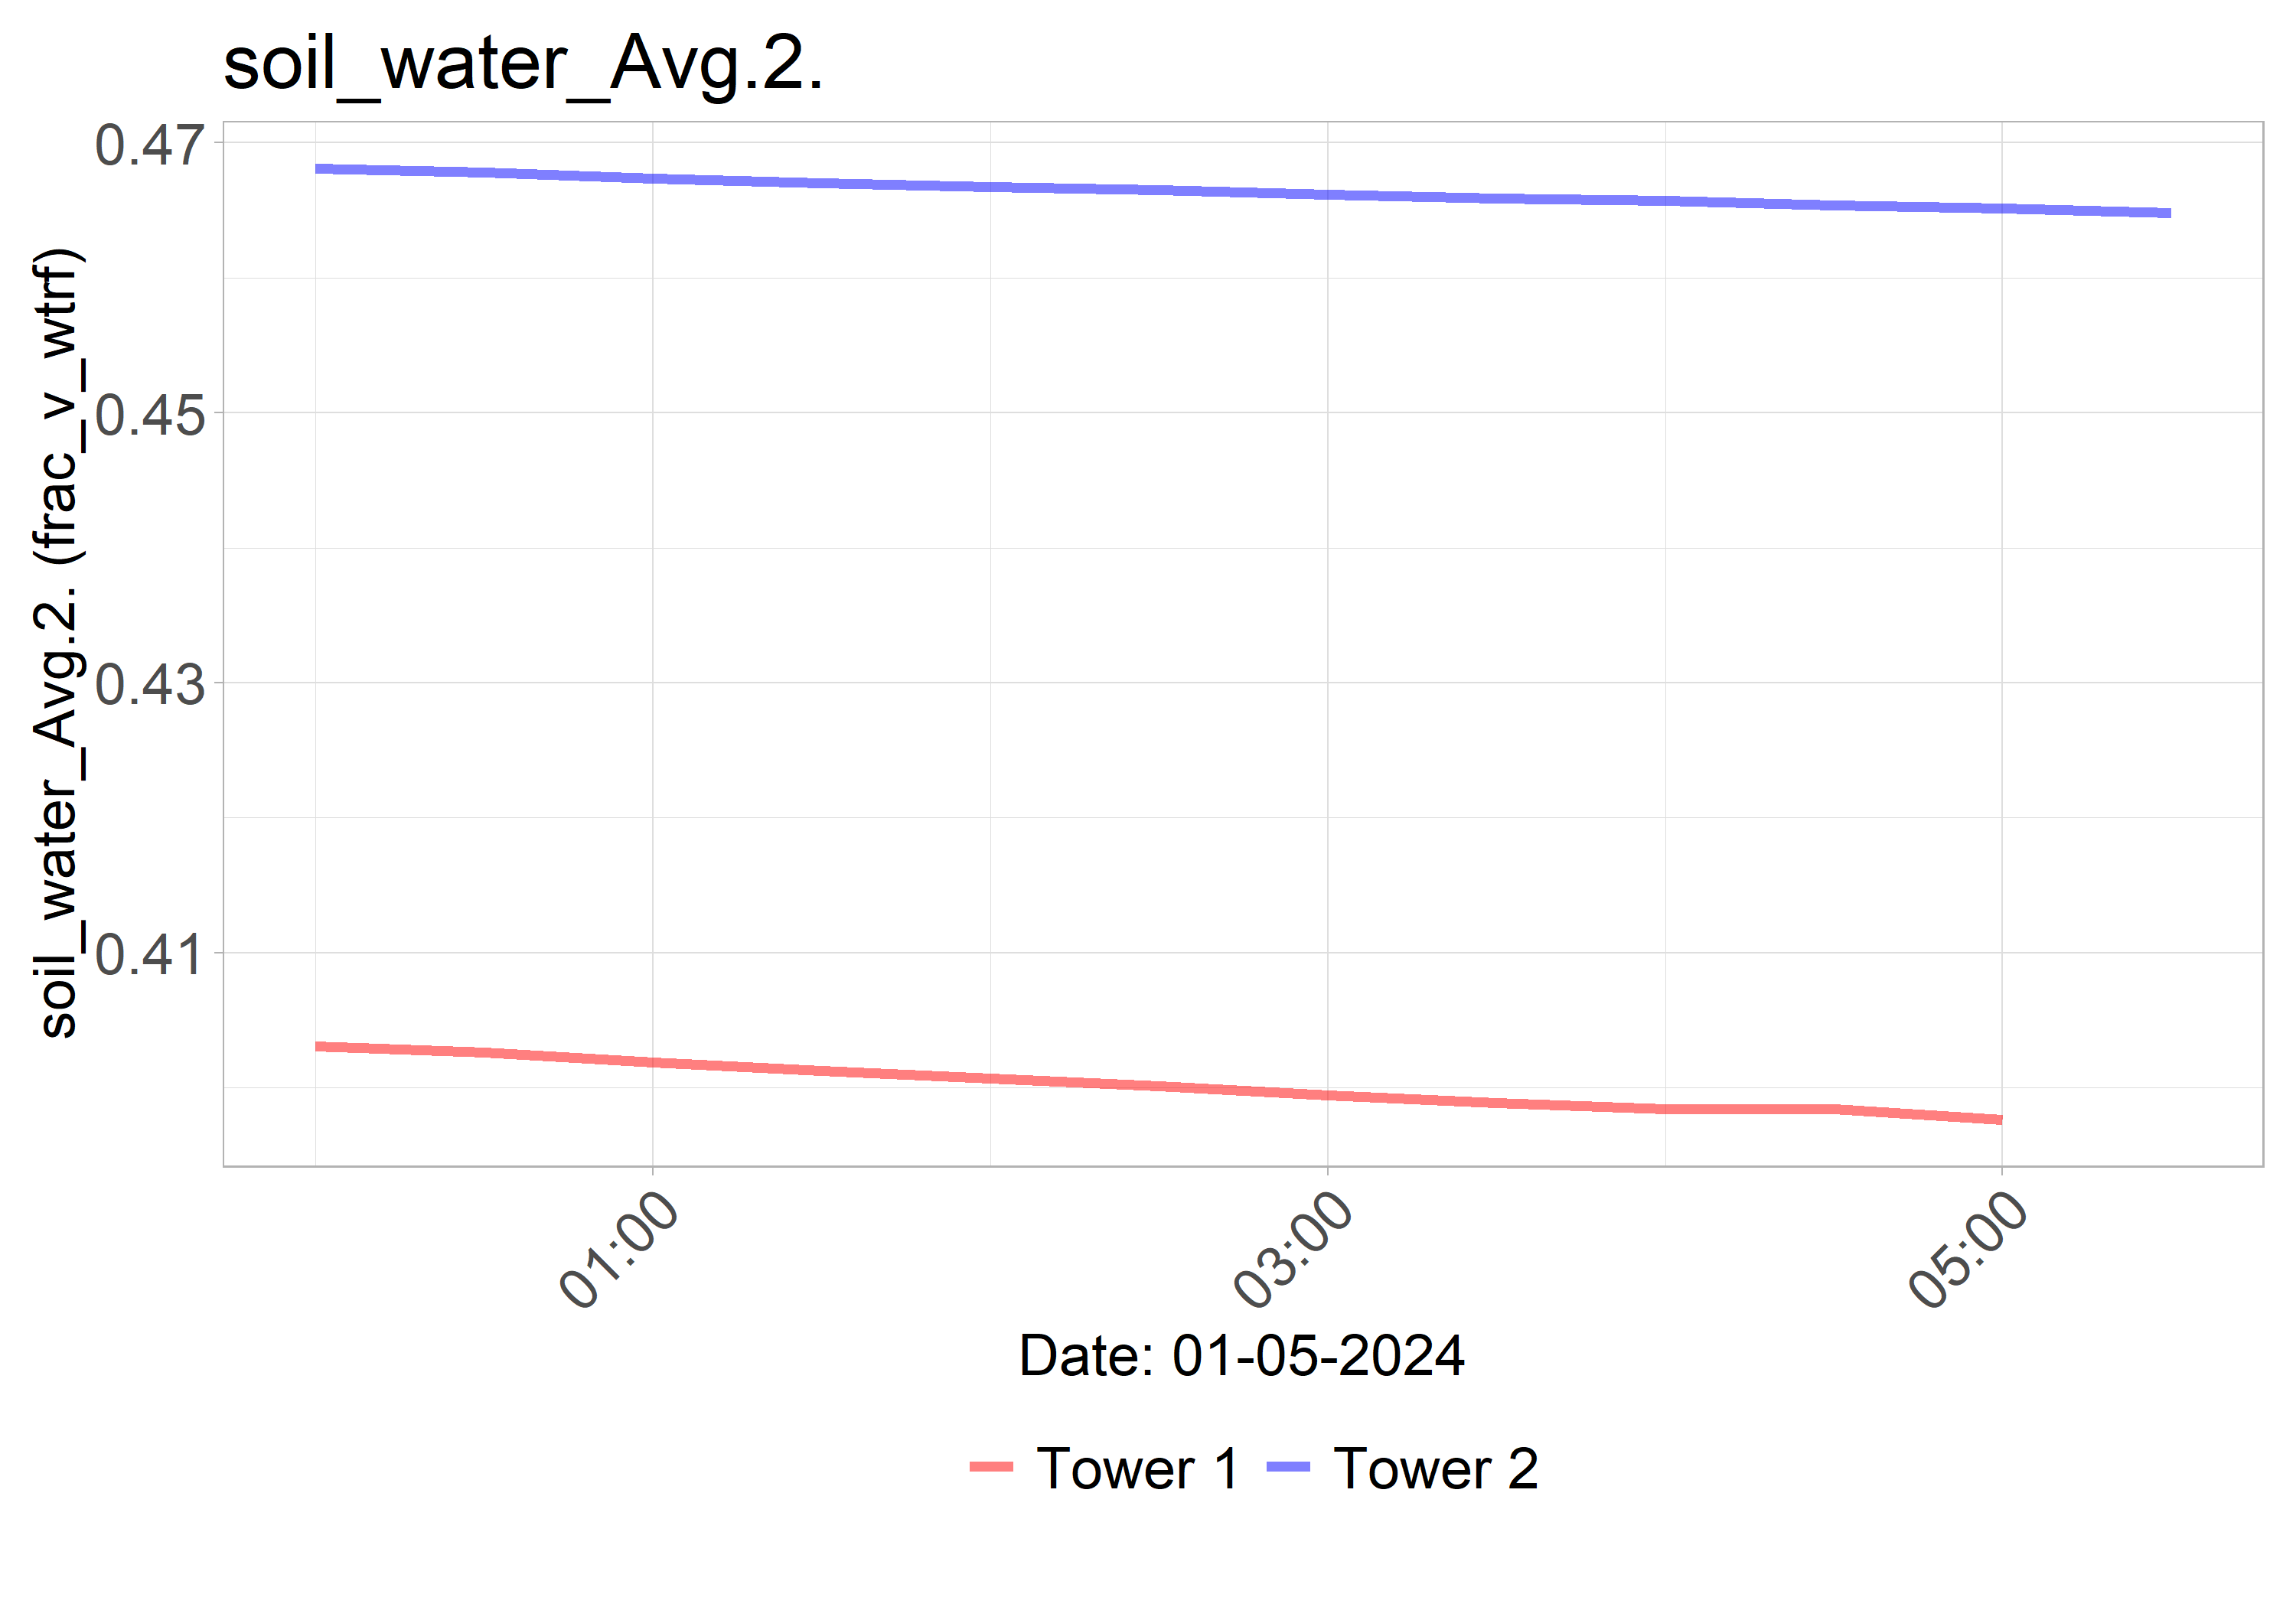 soil_water_Avg.2.
soil_water_Avg.2. (frac_v_wtrf)
0.47
0.45
0.43
0.41
01:00
03:00
05:00
Date: 01-05-2024
Tower 1
Tower 2